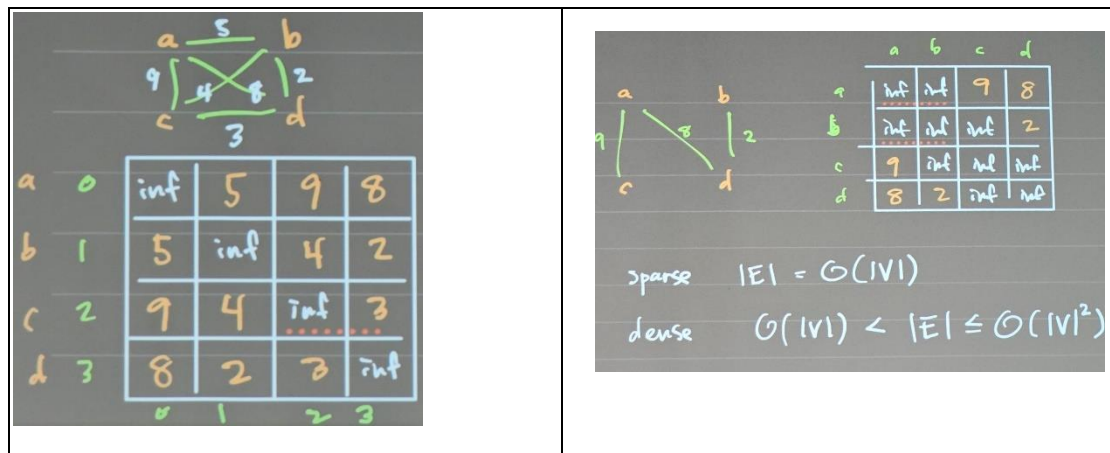 5
a b
9 4 8 2
c d
3
a 0 inf 5 9 8
b 1 5 inf 4 2
c 2 9 4 inf 3
d 3 8 2 3 inf
0 1 2 3
a b c d
a inf inf 9 8
b inf inf inf 2
c 9 inf inf inf
d 8 2 inf inf
a b
9 8 2
c d
sparse |E| = O(|V|)
dense O(|V|) < |E| ≤ O(|V|²)